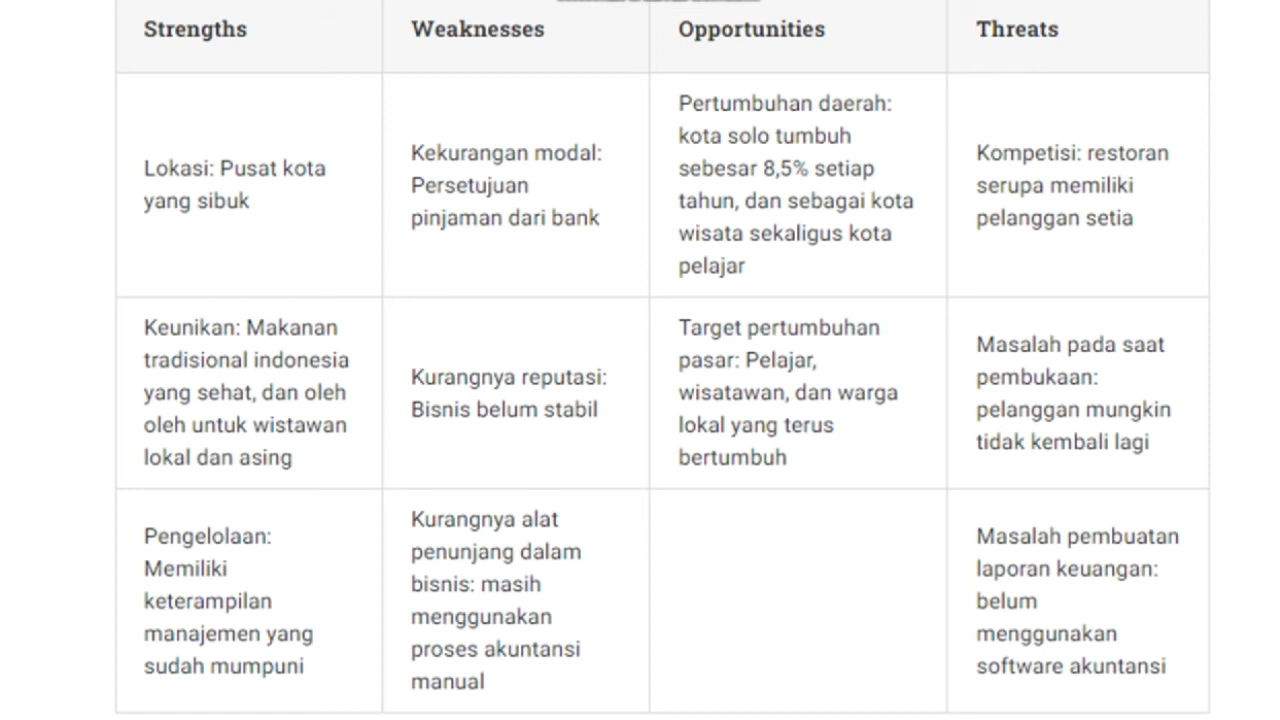 Strengths
Weaknesses
Opportunities
Threats
Lokasi: Pusat kota
yang sibuk
Kekurangan modal:
Persetujuan
pinjaman dari bank
Pertumbuhan daerah:
kota solo tumbuh
sebesar 8,5% setiap
tahun, dan sebagai kota
wisata sekaligus kota
pelajar
Kompetisi: restoran
serupa memiliki
pelanggan setia
Keunikan: Makanan
tradisional indonesia
yang sehat, dan oleh
oleh untuk wistawan
lokal dan asing
Kurangnya reputasi:
Bisnis belum stabil
Target pertumbuhan
pasar: Pelajar,
wisatawan, dan warga
lokal yang terus
bertumbuh
Masalah pada saat
pembukaan:
pelanggan mungkin
tidak kembali lagi
Pengelolaan:
Memiliki
keterampilan
manajemen yang
sudah mumpuni
Kurangnya alat
penunjang dalam
bisnis: masih
menggunakan
proses akuntansi
manual
Masalah pembuatan
laporan keuangan:
belum
menggunakan
software akuntansi